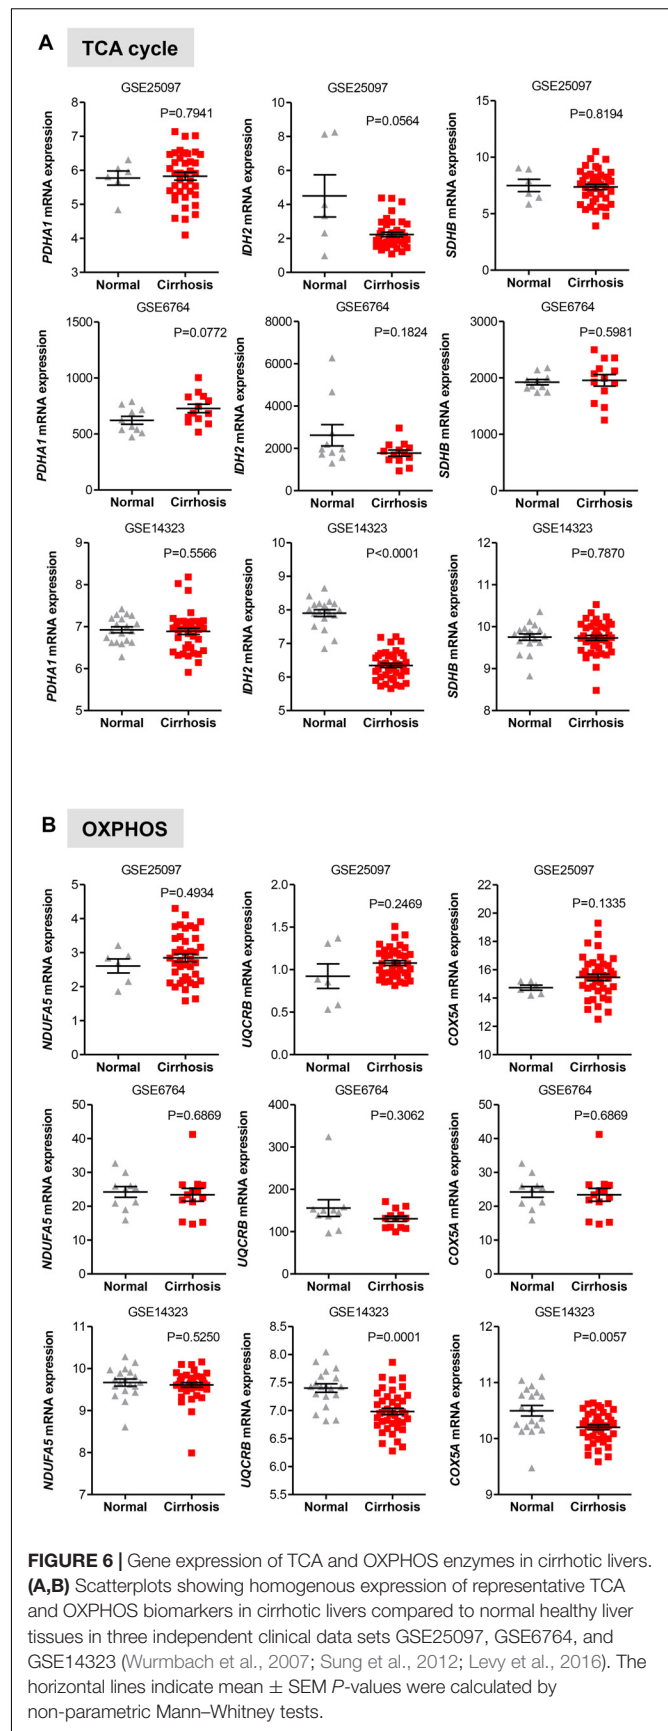 A TCA cycle
GSE25097
P=0.7941
PDHA1 mRNA expression
8
7
6
5
4
3
Normal Cirrhosis
GSE25097
P=0.0564
IDH2 mRNA expression
10
8
6
4
2
0
Normal Cirrhosis
GSE25097
P=0.8194
SDHB mRNA expression
15
10
5
0
Normal Cirrhosis
GSE6764
P=0.0772
PDHA1 mRNA expression
1500
1000
500
0
Normal Cirrhosis
GSE6764
P=0.1824
IDH2 mRNA expression
8000
6000
4000
2000
0
Normal Cirrhosis
GSE6764
P=0.5981
SDHB mRNA expression
3000
2000
1000
0
Normal Cirrhosis
GSE14323
P=0.5566
PDHA1 mRNA expression
9
8
7
6
5
Normal Cirrhosis
GSE14323
P<0.0001
IDH2 mRNA expression
10
9
8
7
6
5
Normal Cirrhosis
GSE14323
P=0.7870
SDHB mRNA expression
12
11
10
9
8
Normal Cirrhosis
B OXPHOS
GSE25097
P=0.4934
NDUFA5 mRNA expression
5
4
3
2
1
0
Normal Cirrhosis
GSE25097
P=0.2469
UQCRB mRNA expression
2.0
1.5
1.0
0.5
0.0
Normal Cirrhosis
GSE25097
P=0.1335
COX5A mRNA expression
22
20
18
16
14
12
10
Normal Cirrhosis
GSE6764
P=0.6869
NDUFA5 mRNA expression
50
40
30
20
10
0
Normal Cirrhosis
GSE6764
P=0.3062
UQCRB mRNA expression
400
300
200
100
0
Normal Cirrhosis
GSE6764
P=0.6869
COX5A mRNA expression
50
40
30
20
10
0
Normal Cirrhosis
GSE14323
P=0.5250
NDUFA5 mRNA expression
11
10
9
8
7
Normal Cirrhosis
GSE14323
P=0.0001
UQCRB mRNA expression
8.5
8.0
7.5
7.0
6.5
6.0
5.5
Normal Cirrhosis
GSE14323
P=0.0057
COX5A mRNA expression
12
11
10
9
Normal Cirrhosis
FIGURE 6 | Gene expression of TCA and OXPHOS enzymes in cirrhotic livers.
(A,B) Scatterplots showing homogenous expression of representative TCA
and OXPHOS biomarkers in cirrhotic livers compared to normal healthy liver
tissues in three independent clinical data sets GSE25097, GSE6764, and
GSE14323 (Wurmbach et al., 2007; Sung et al., 2012; Levy et al., 2016). The
horizontal lines indicate mean ± SEM P-values were calculated by
non-parametric Mann–Whitney tests.